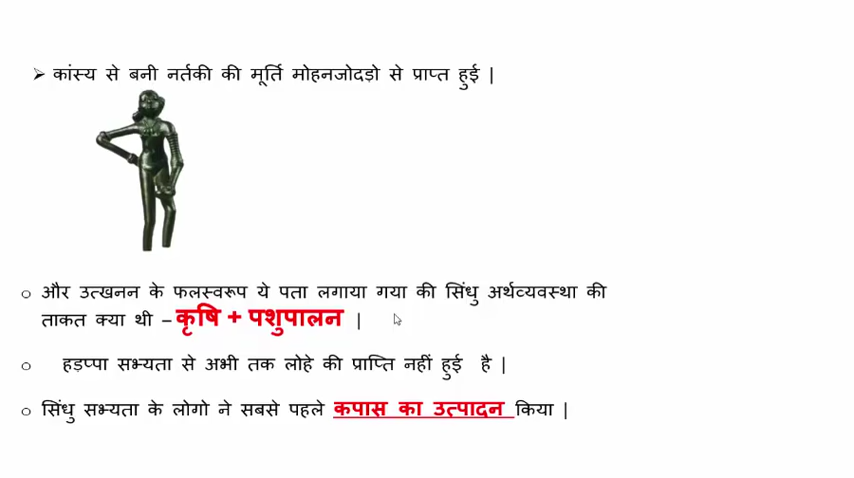 ➢ कांस्य से बनी नर्तकी की मूर्ति मोहनजोदड़ो से प्राप्त हुई |
o और उत्खनन के फलस्वरूप ये पता लगाया गया की सिंधु अर्थव्यवस्था की
ताकत क्या थी – कृषि + पशुपालन |
o हड़प्पा सभ्यता से अभी तक लोहे की प्राप्ति नहीं हुई है |
o सिंधु सभ्यता के लोगो ने सबसे पहले कपास का उत्पादन किया |